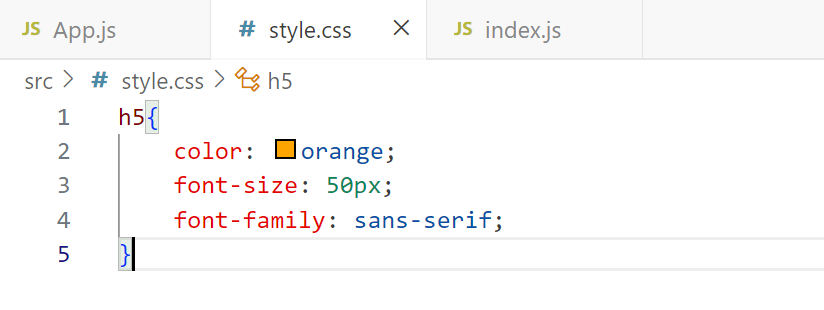 JS App.js # style.css × JS index.js
src > # style.css > h5
1 h5{
2 color: orange;
3 font-size: 50px;
4 font-family: sans-serif;
5 }